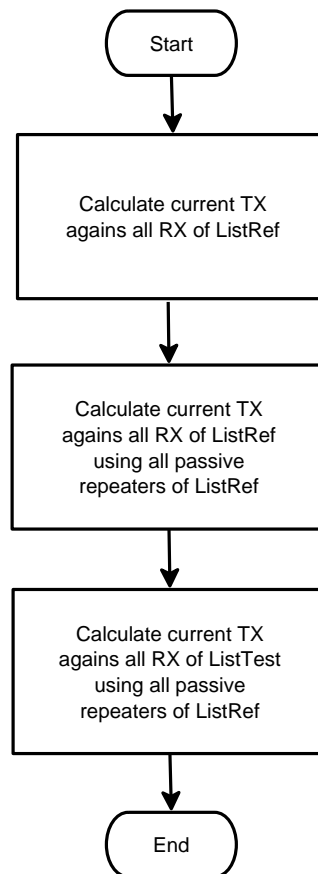 Start
Calculate current TX
agains all RX of ListRef
Calculate current TX
agains all RX of ListRef
using all passive
repeaters of ListRef
Calculate current TX
agains all RX of ListTest
using all passive
repeaters of ListRef
End